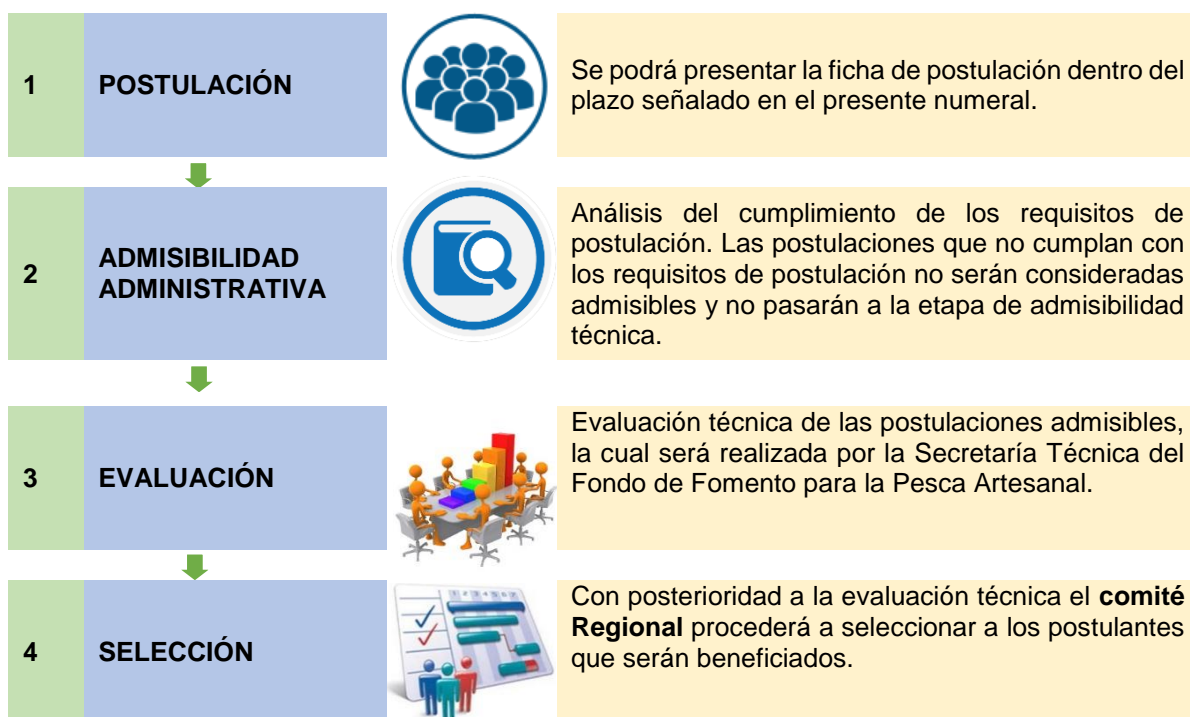 1
POSTULACIÓN
Se podrá presentar la ficha de postulación dentro del
plazo señalado en el presente numeral.
2
ADMISIBILIDAD
ADMINISTRATIVA
Análisis del cumplimiento de los requisitos de
postulación. Las postulaciones que no cumplan con
los requisitos de postulación no serán consideradas
admisibles y no pasarán a la etapa de admisibilidad
técnica.
3
EVALUACIÓN
Evaluación técnica de las postulaciones admisibles,
la cual será realizada por la Secretaría Técnica del
Fondo de Fomento para la Pesca Artesanal.
4
SELECCIÓN
Con posterioridad a la evaluación técnica el comité
Regional procederá a seleccionar a los postulantes
que serán beneficiados.